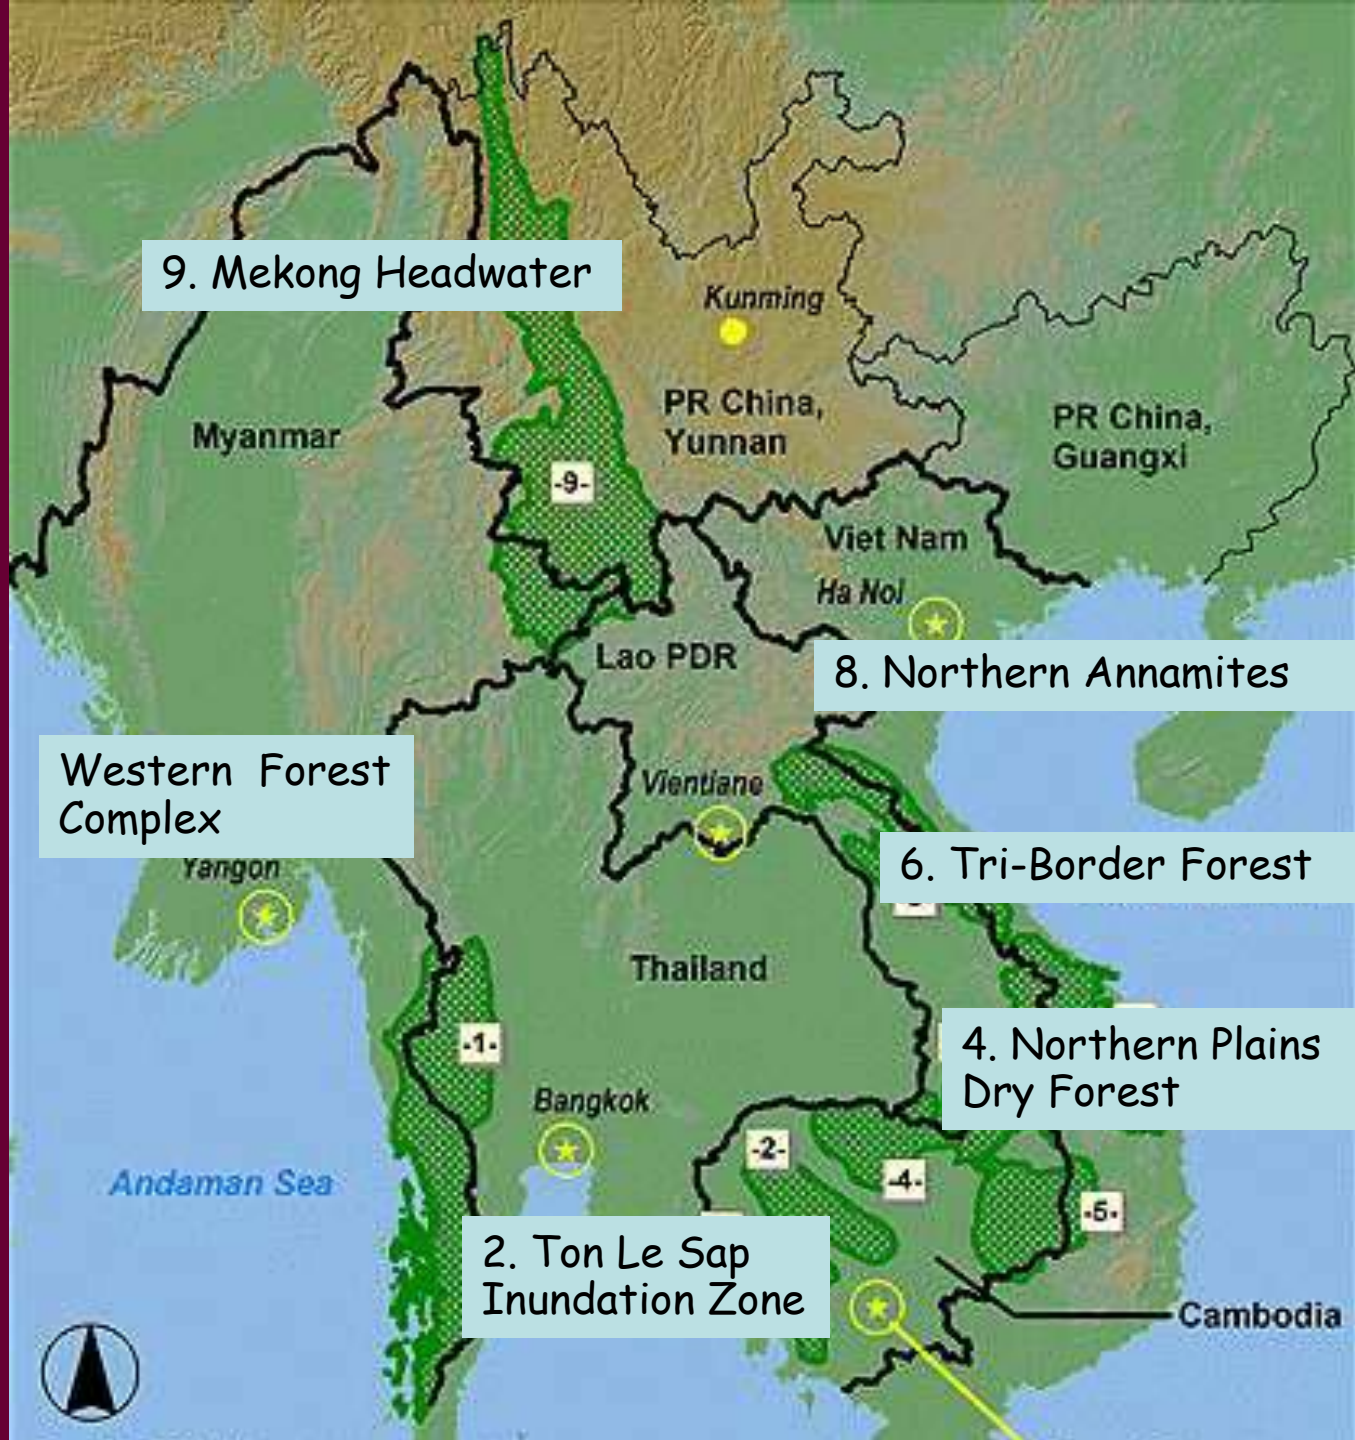 9. Mekong Headwater
Kunming
PR China,
Yunnan
PR China,
Guangxi
Myanmar
-9-
Viet Nam
Ha Noi
Lao PDR
8. Northern Annamites
Western Forest
Complex
Vientiane
Yangon
6. Tri-Border Forest
Thailand
-1-
4. Northern Plains
Dry Forest
Bangkok
-2-
-4-
Andaman Sea
-5-
2. Ton Le Sap
Inundation Zone
Cambodia